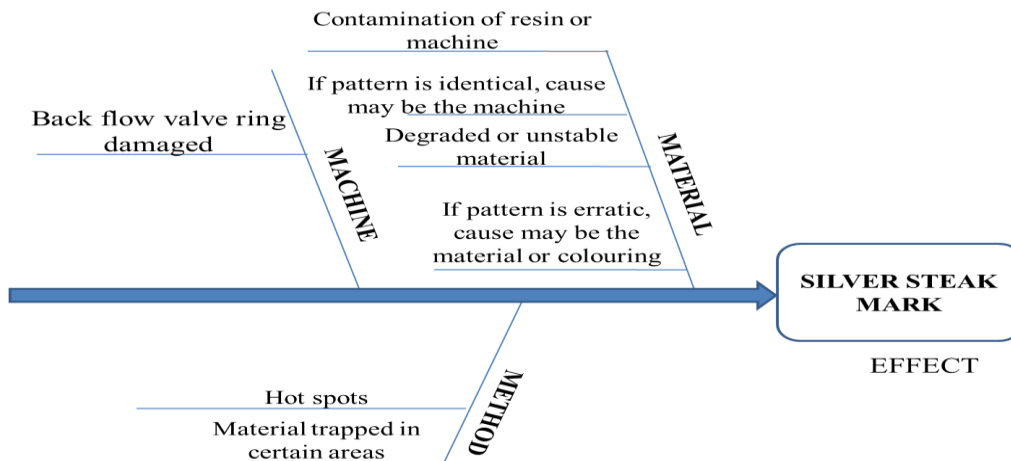 Contamination of resin or
machine
If pattern is identical, cause
may be the machine
Back flow valve ring
damaged
Degraded or unstable
material
MACHINE
MATERIAL
If pattern is erratic,
cause may be the
material or colouring
SILVER STEAK
MARK
EFFECT
Hot spots
METHOD
Material trapped in
certain areas